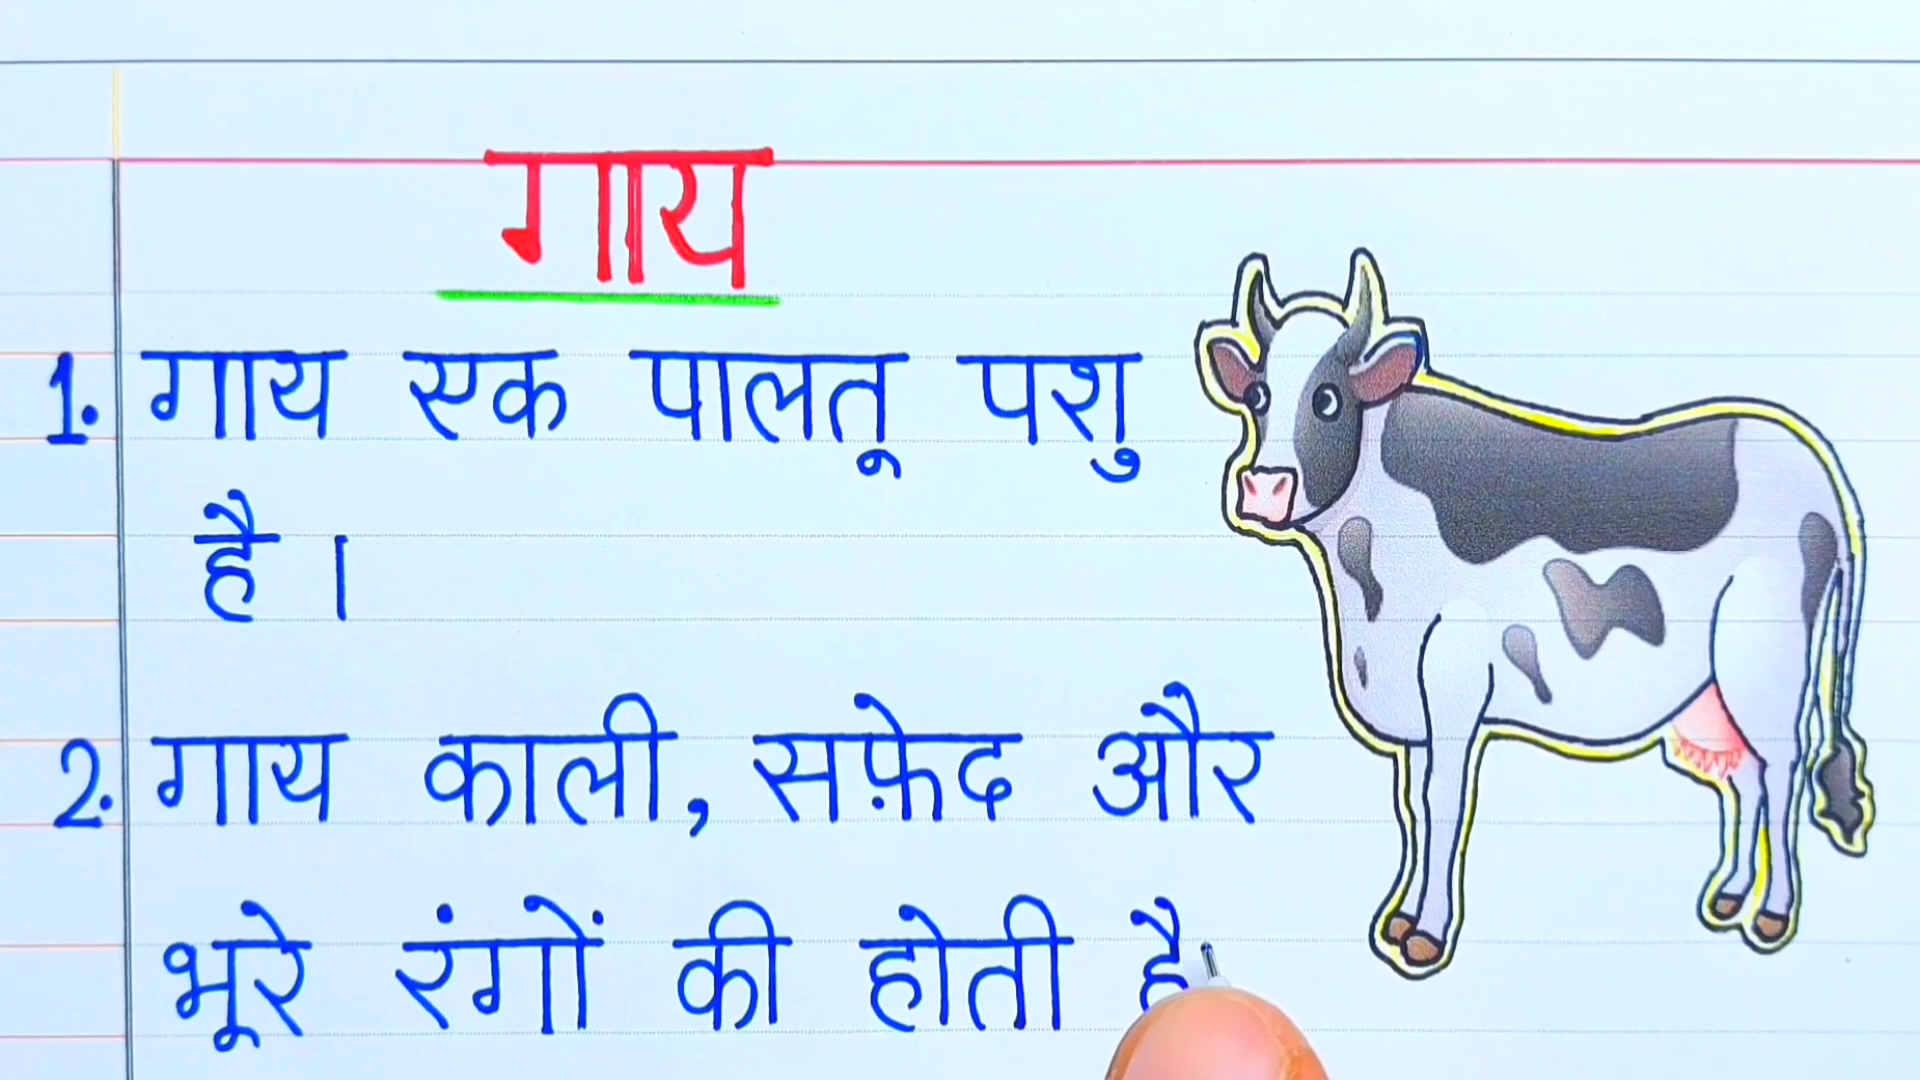 गाय
1. गाय एक पालतू पशु
है।
2. गाय काली, सफ़ेद और
भूरे रंगों की होती है